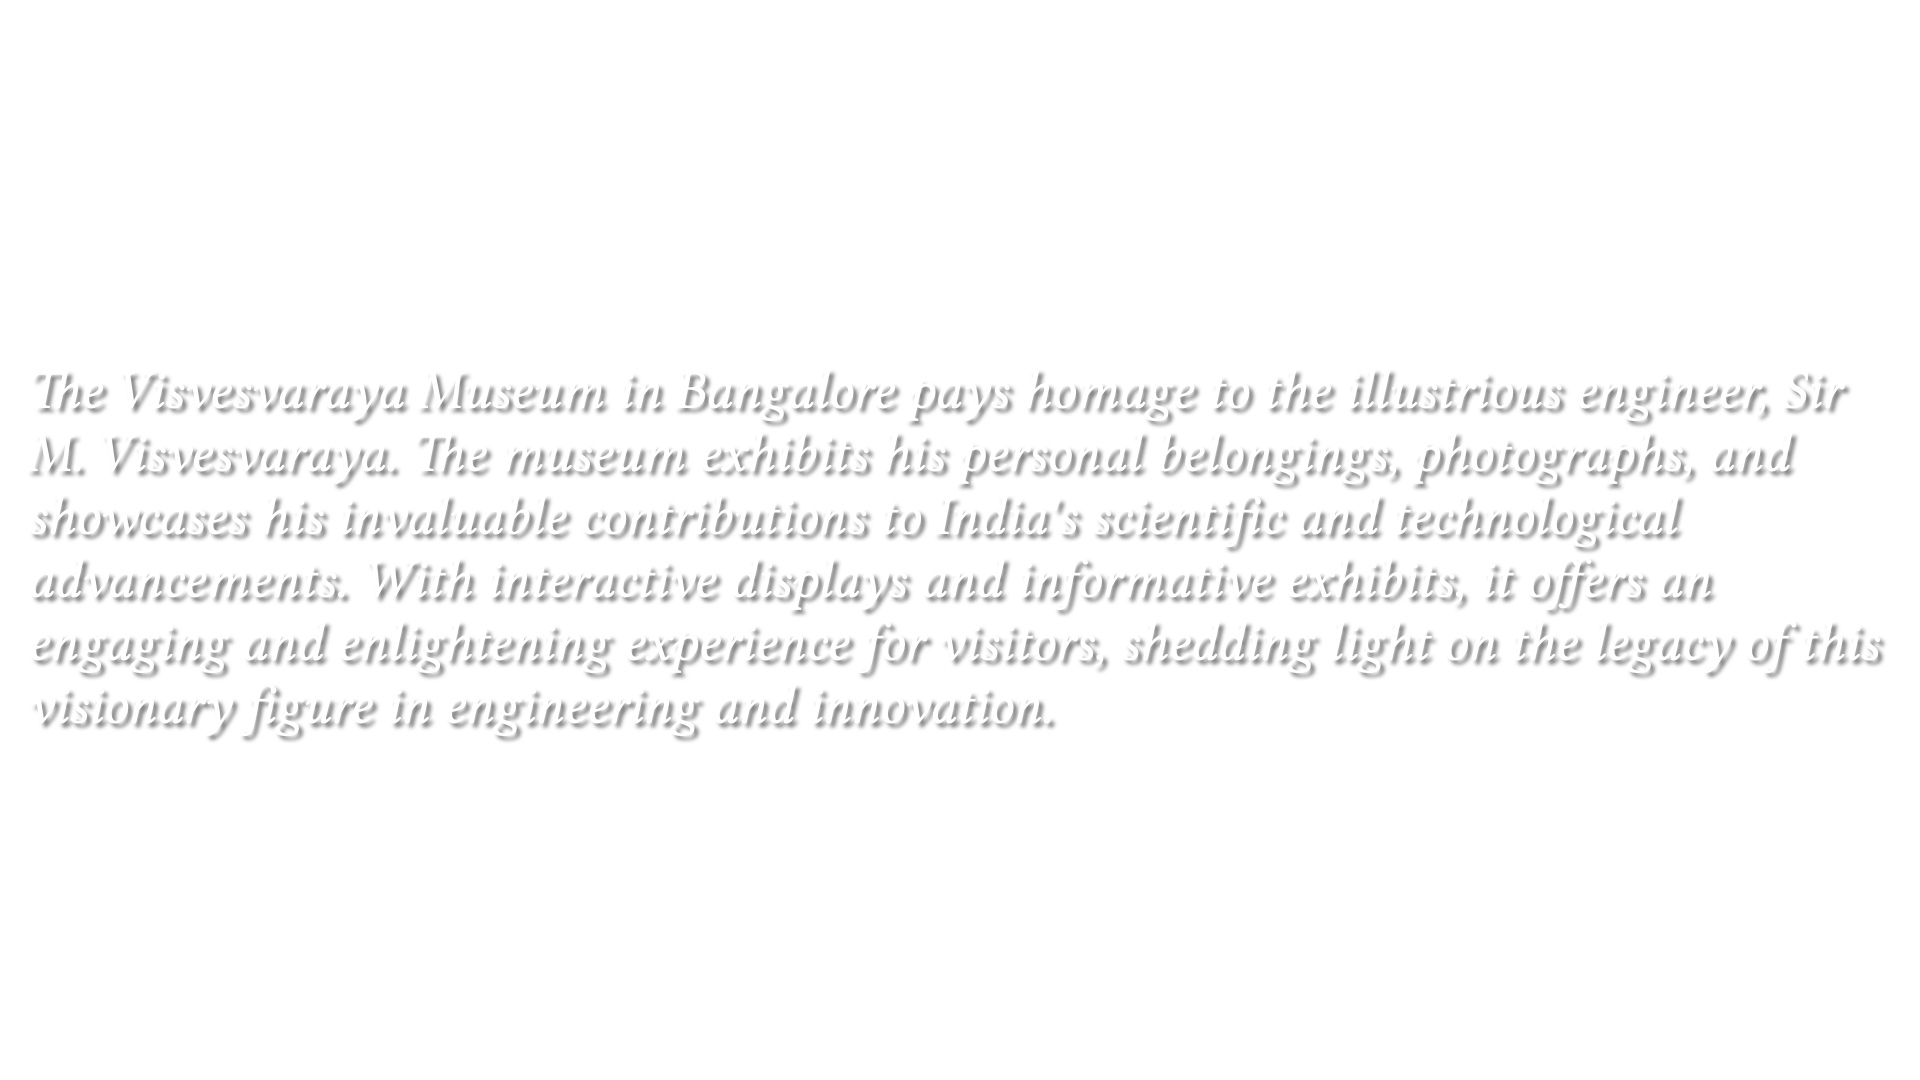 The Visvesvaraya Museum in Bangalore pays homage to the illustrious engineer, Sir
M. Visvesvaraya. The museum exhibits his personal belongings, photographs, and
showcases his invaluable contributions to India's scientific and technological
advancements. With interactive displays and informative exhibits, it offers an
engaging and enlightening experience for visitors, shedding light on the legacy of this
visionary figure in engineering and innovation.